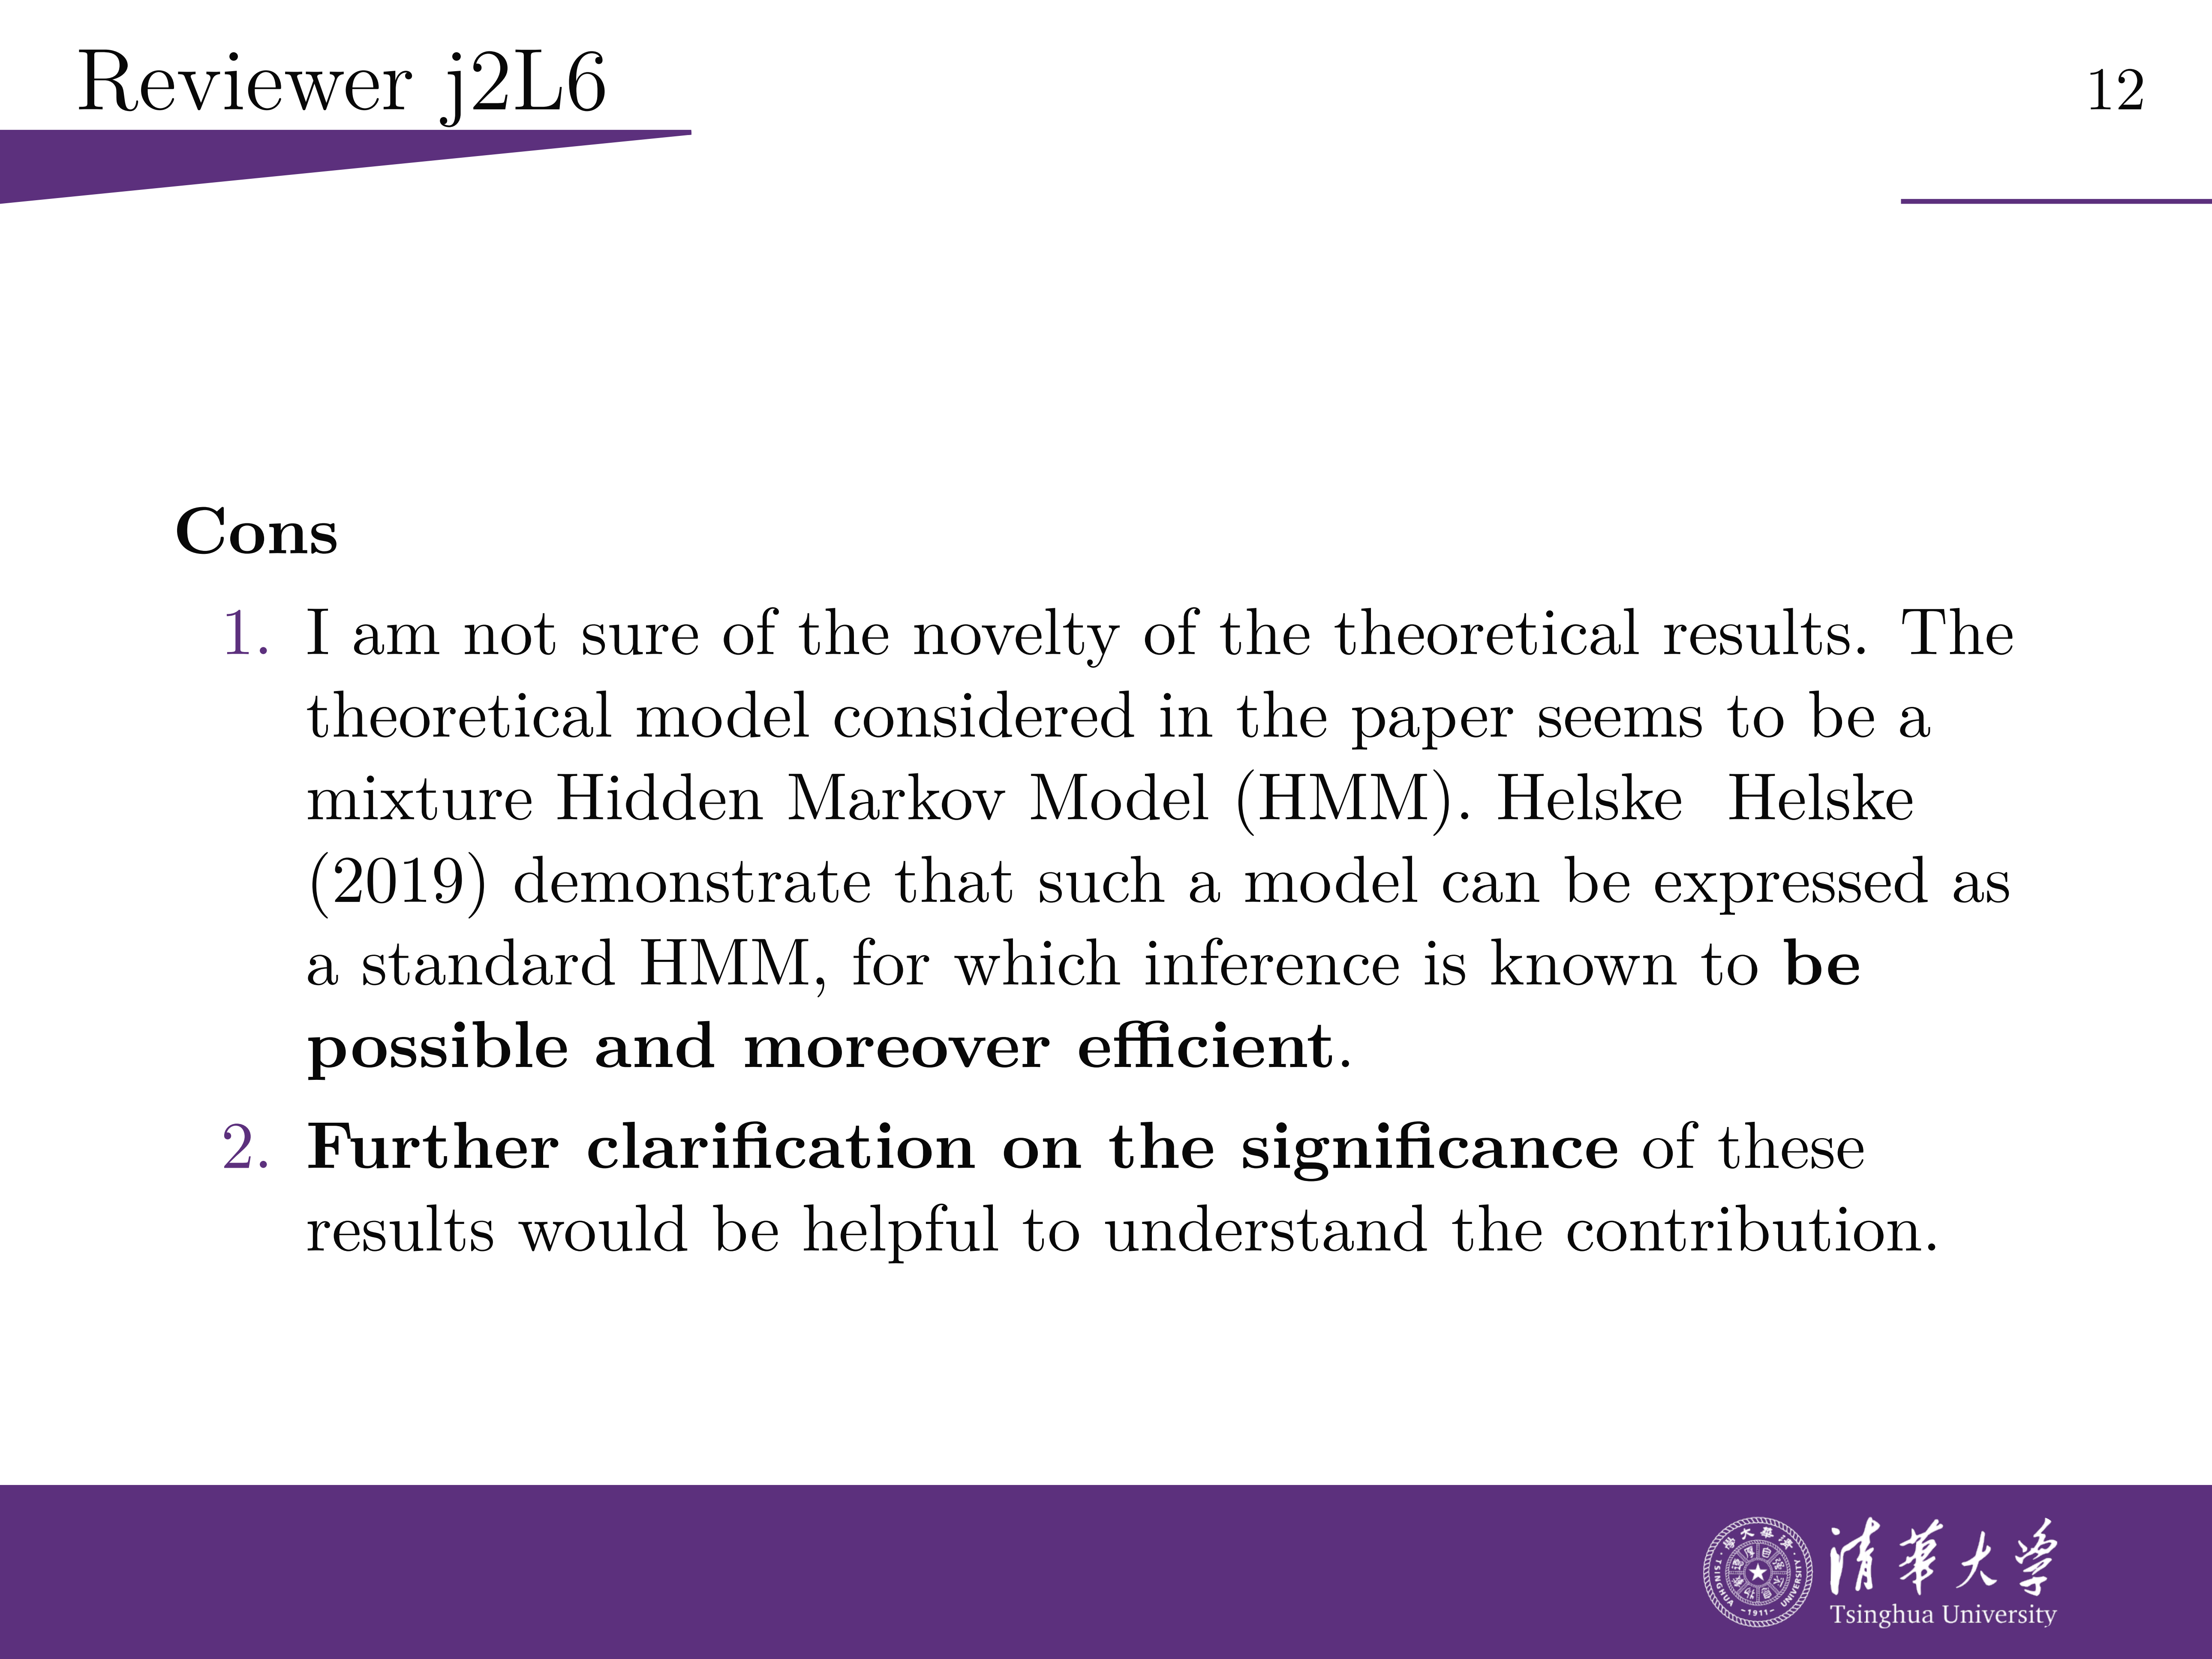 Reviewer j2L6
12
Cons
1. I am not sure of the novelty of the theoretical results. The
theoretical model considered in the paper seems to be a
mixture Hidden Markov Model (HMM). Helske  Helske
(2019) demonstrate that such a model can be expressed as
a standard HMM, for which inference is known to be
possible and moreover efficient.
2. Further clarification on the significance of these
results would be helpful to understand the contribution.
清華大学
Tsinghua University
TSINGHUA UNIVERSITY
-1911-